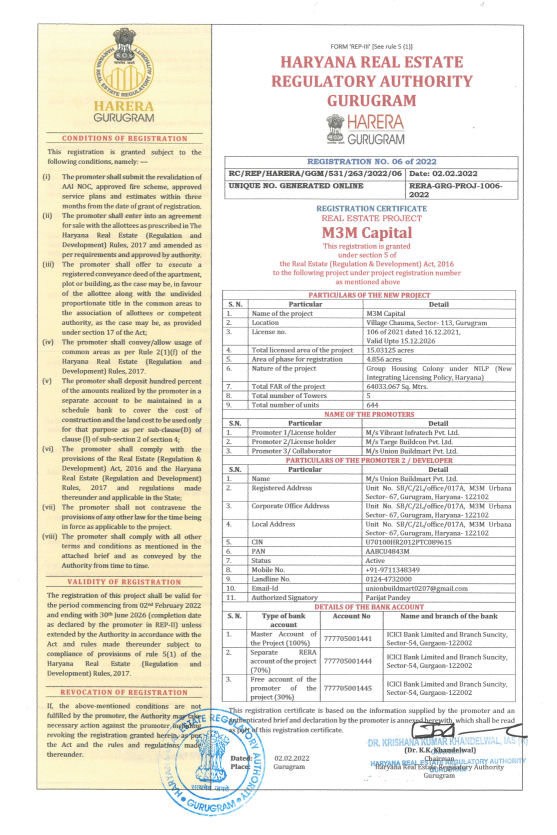 HARERA
GURUGRAM
CONDITIONS OF REGISTRATION
This registration is granted subject to the
following conditions, namely: —
(i) The promoter shall submit the revalidation of
AAI NOC, approved fire scheme, approved
service plans and estimates within three
months from the date of grant of registration.
(ii) The promoter shall enter into an agreement
for sale with the allottees as prescribed in The
Haryana Real Estate (Regulation and
Development) Rules, 2017 and amended as
per requirements and approved by authority.
(iii) The promoter shall offer to execute a
registered conveyance deed of the apartment,
plot or building, as the case may be, in favour
of the allottee along with the undivided
proportionate title in the common areas to
the association of allottees or competent
authority, as the case may be, as provided
under section 17 of the Act;
(iv) The promoter shall convey/allow usage of
common areas as per Rule 2(1)(f) of the
Haryana Real Estate (Regulation and
Development) Rules, 2017.
(v) The promoter shall deposit hundred percent
of the amounts realized by the promoter in a
separate account to be maintained in a
schedule bank to cover the cost of
construction and the land cost to be used only
for that purpose as per sub-clause(D) of
clause (l) of sub-section 2 of section 4;
(vi) The promoter shall comply with the
provisions of the Real Estate (Regulation &
Development) Act, 2016 and the Haryana
Real Estate (Regulation and Development)
Rules, 2017 and regulations made
thereunder and applicable in the State;
(vii) The promoter shall not contravene the
provisions of any other law for the time being
in force as applicable to the project.
(viii) The promoter shall comply with all other
terms and conditions as mentioned in the
attached brief and as conveyed by the
Authority from time to time.
VALIDITY OF REGISTRATION
The registration of this project shall be valid for
the period commencing from 02nd February 2022
and ending with 30th June 2026 (completion date
as declared by the promoter in REP-II) unless
extended by the Authority in accordance with the
Act and rules made thereunder subject to
compliance of provisions of rule 5(1) of the
Haryana Real Estate (Regulation and
Development) Rules, 2017.
REVOCATION OF REGISTRATION
If, the above-mentioned conditions are not
fulfilled by the promoter, the Authority may take
necessary action against the promoter including
revoking the registration granted herein, as per
the Act and the rules and regulations made
thereunder.
FORM 'REP-III' [See rule 5 (1)]
HARYANA REAL ESTATE
REGULATORY AUTHORITY
GURUGRAM
HARERA
GURUGRAM
REGISTRATION NO. 06 of 2022
RC/REP/HARERA/GGM/531/263/2022/06 Date: 02.02.2022
UNIQUE NO. GENERATED ONLINE RERA-GRG-PROJ-1006-
2022
REGISTRATION CERTIFICATE
REAL ESTATE PROJECT
M3M Capital
This registration is granted
under section 5 of
the Real Estate (Regulation & Development) Act, 2016
to the following project under project registration number
as mentioned above
PARTICULARS OF THE NEW PROJECT
S. N. Particular Detail
1. Name of the project M3M Capital
2. Location Village Chauma, Sector- 113, Gurugram
3. License no. 106 of 2021 dated 16.12.2021,
Valid Upto 15.12.2026
4. Total licensed area of the project 15.03125 acres
5. Area of phase for registration 4.856 acres
6. Nature of the project Group Housing Colony under NILP (New
Integrating Licensing Policy, Haryana)
7. Total FAR of the project 64033.067 Sq. Mtrs.
8. Total number of Towers 5
9. Total number of units 644
NAME OF THE PROMOTERS
S.N. Particular Detail
1. Promoter 1/License holder M/s Vibrant Infratech Pvt. Ltd.
2. Promoter 2/License holder M/s Targe Buildcon Pvt. Ltd.
3. Promoter 3/ Collaborator M/s Union Buildmart Pvt. Ltd.
PARTICULARS OF THE PROMOTER 2 / DEVELOPER
S.N. Particular Detail
1. Name M/s Union Buildmart Pvt. Ltd.
2. Registered Address Unit No. SB/C/2L/office/017A, M3M Urbana
Sector- 67, Gurugram, Haryana- 122102
3. Corporate Office Address Unit No. SB/C/2L/office/017A, M3M Urbana
Sector- 67, Gurugram, Haryana- 122102
4. Local Address Unit No. SB/C/2L/office/017A, M3M Urbana
Sector- 67, Gurugram, Haryana- 122102
5. CIN U70100HR2012PTC089615
6. PAN AABCU4843M
7. Status Active
8. Mobile No. +91-9711348349
9. Landline No. 0124-4732000
10. Email-Id unionbuildmart0207@gmail.com
11. Authorized Signatory Parijat Pandey
DETAILS OF THE BANK ACCOUNT
S. N. Type of bank account Account No Name and branch of the bank
1. Master Account of the Project (100%) 777705001441 ICICI Bank Limited and Branch Suncity, Sector-54, Gurgaon-122002
2. Separate RERA account of the project (70%) 777705001444 ICICI Bank Limited and Branch Suncity, Sector-54, Gurgaon-122002
3. Free account of the promoter of the project (30%) 777705001445 ICICI Bank Limited and Branch Suncity, Sector-54, Gurgaon-122002
This registration certificate is based on the information supplied by the promoter and an
authenticated brief and declaration by the promoter is annexed herewith, which shall be read
as part of this registration certificate.
Dated: 02.02.2022
Place: Gurugram
DR. KRISHANA KUMAR KHANDELWAL, IAS
(Dr. K.K. Khandelwal)
Chairman
Haryana Real Estate Regulatory Authority
Gurugram